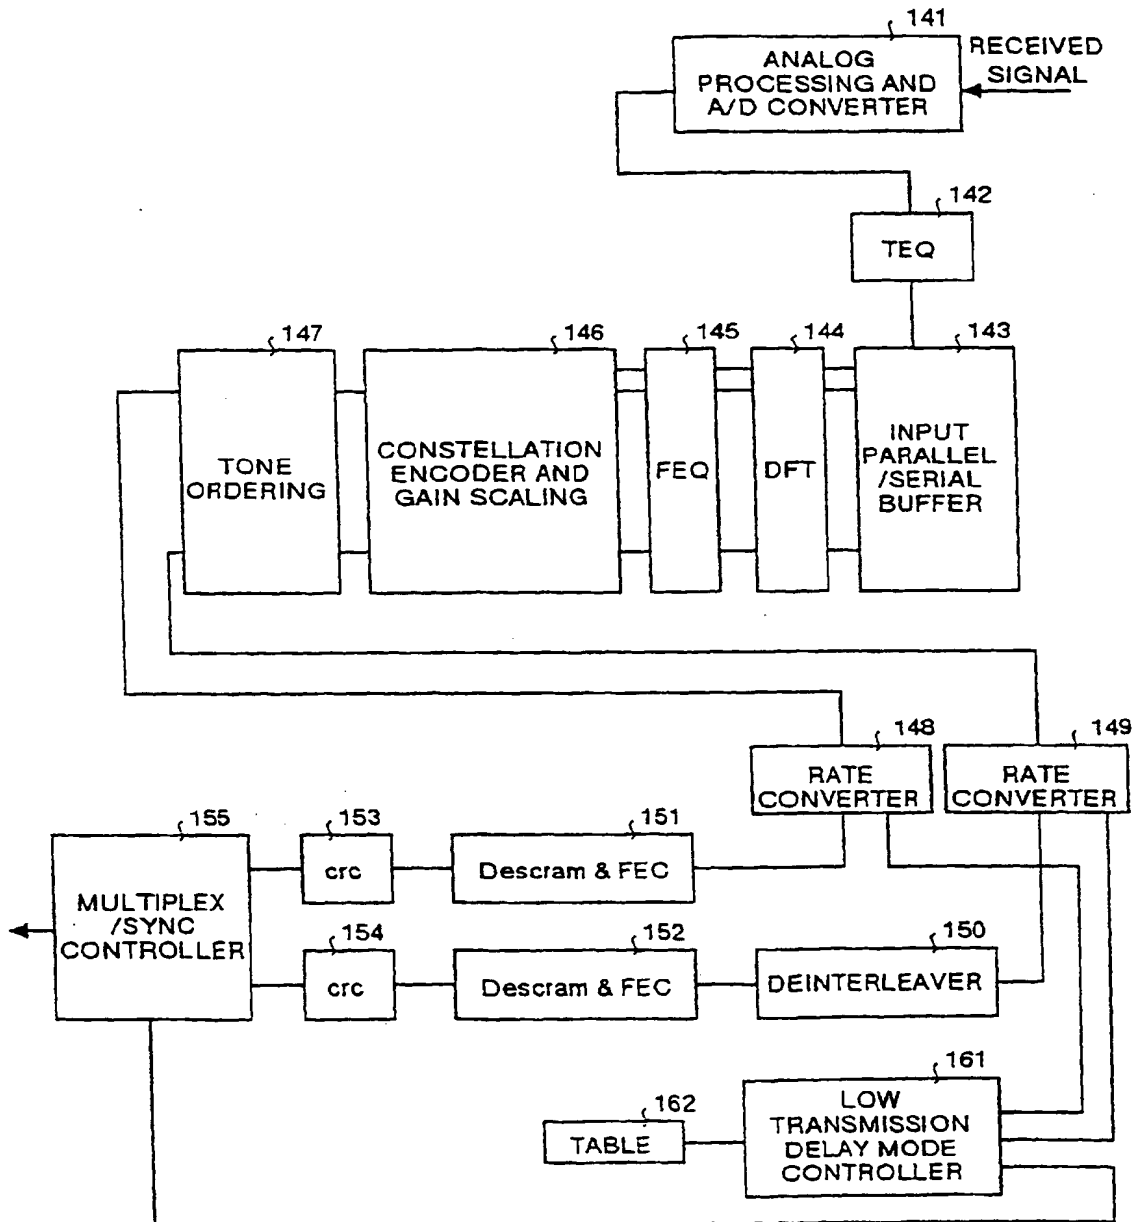 141
ANALOG
PROCESSING AND
A/D CONVERTER
RECEIVED
SIGNAL
142
TEQ
147
TONE
ORDERING
146
CONSTELLATION
ENCODER AND
GAIN SCALING
145
FEQ
144
DFT
143
INPUT
PARALLEL
/SERIAL
BUFFER
148
RATE
CONVERTER
149
RATE
CONVERTER
155
MULTIPLEX
/SYNC
CONTROLLER
153
crc
151
Descram & FEC
154
crc
152
Descram & FEC
150
DEINTERLEAVER
162
TABLE
161
LOW
TRANSMISSION
DELAY MODE
CONTROLLER